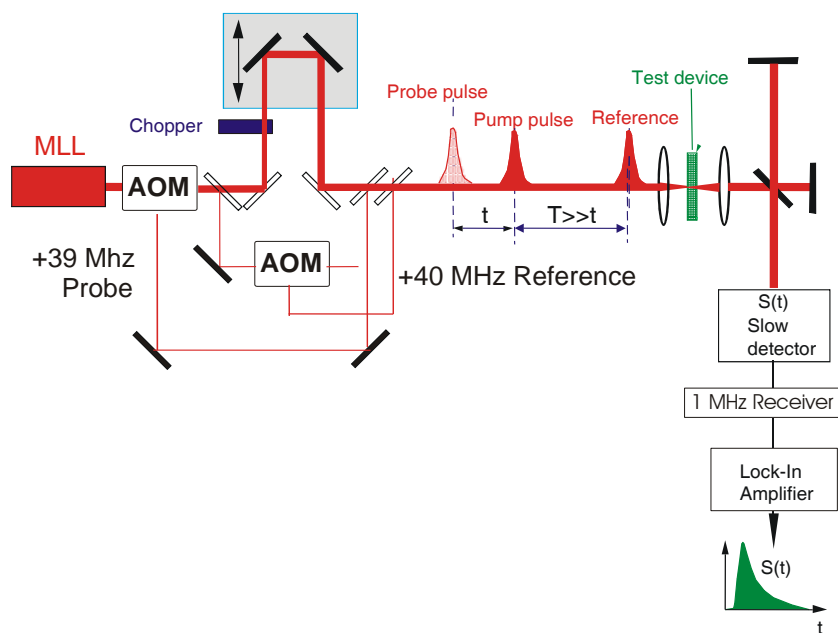 Test device
Probe pulse
Pump pulse
Reference
Chopper
MLL
AOM
t
T>>t
+39 Mhz
Probe
AOM
+40 MHz Reference
S(t)
Slow
detector
1 MHz Receiver
Lock-In
Amplifier
S(t)
t